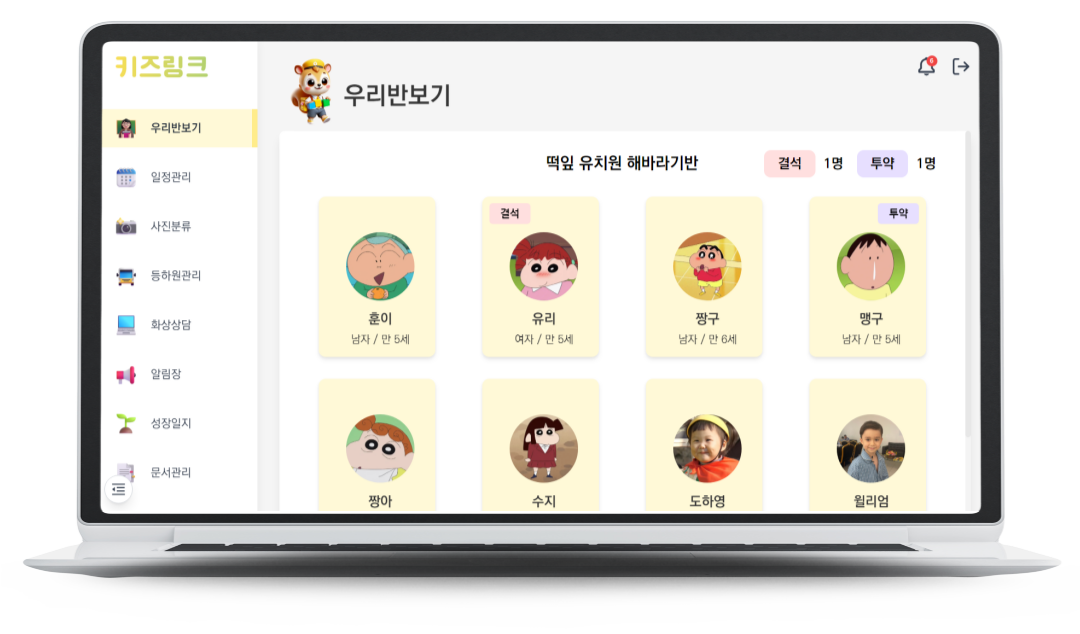 키즈링크
우리반보기
일정관리
사진분류
등하원관리
화상상담
알림장
성장일지
문서관리
우리반보기
6
떡잎 유치원 해바라기반
결석 1명 투약 1명
훈이
남자 / 만 5세
결석
유리
여자 / 만 5세
짱구
남자 / 만 6세
투약
맹구
남자 / 만 5세
짱아
수지
도하영
윌리엄